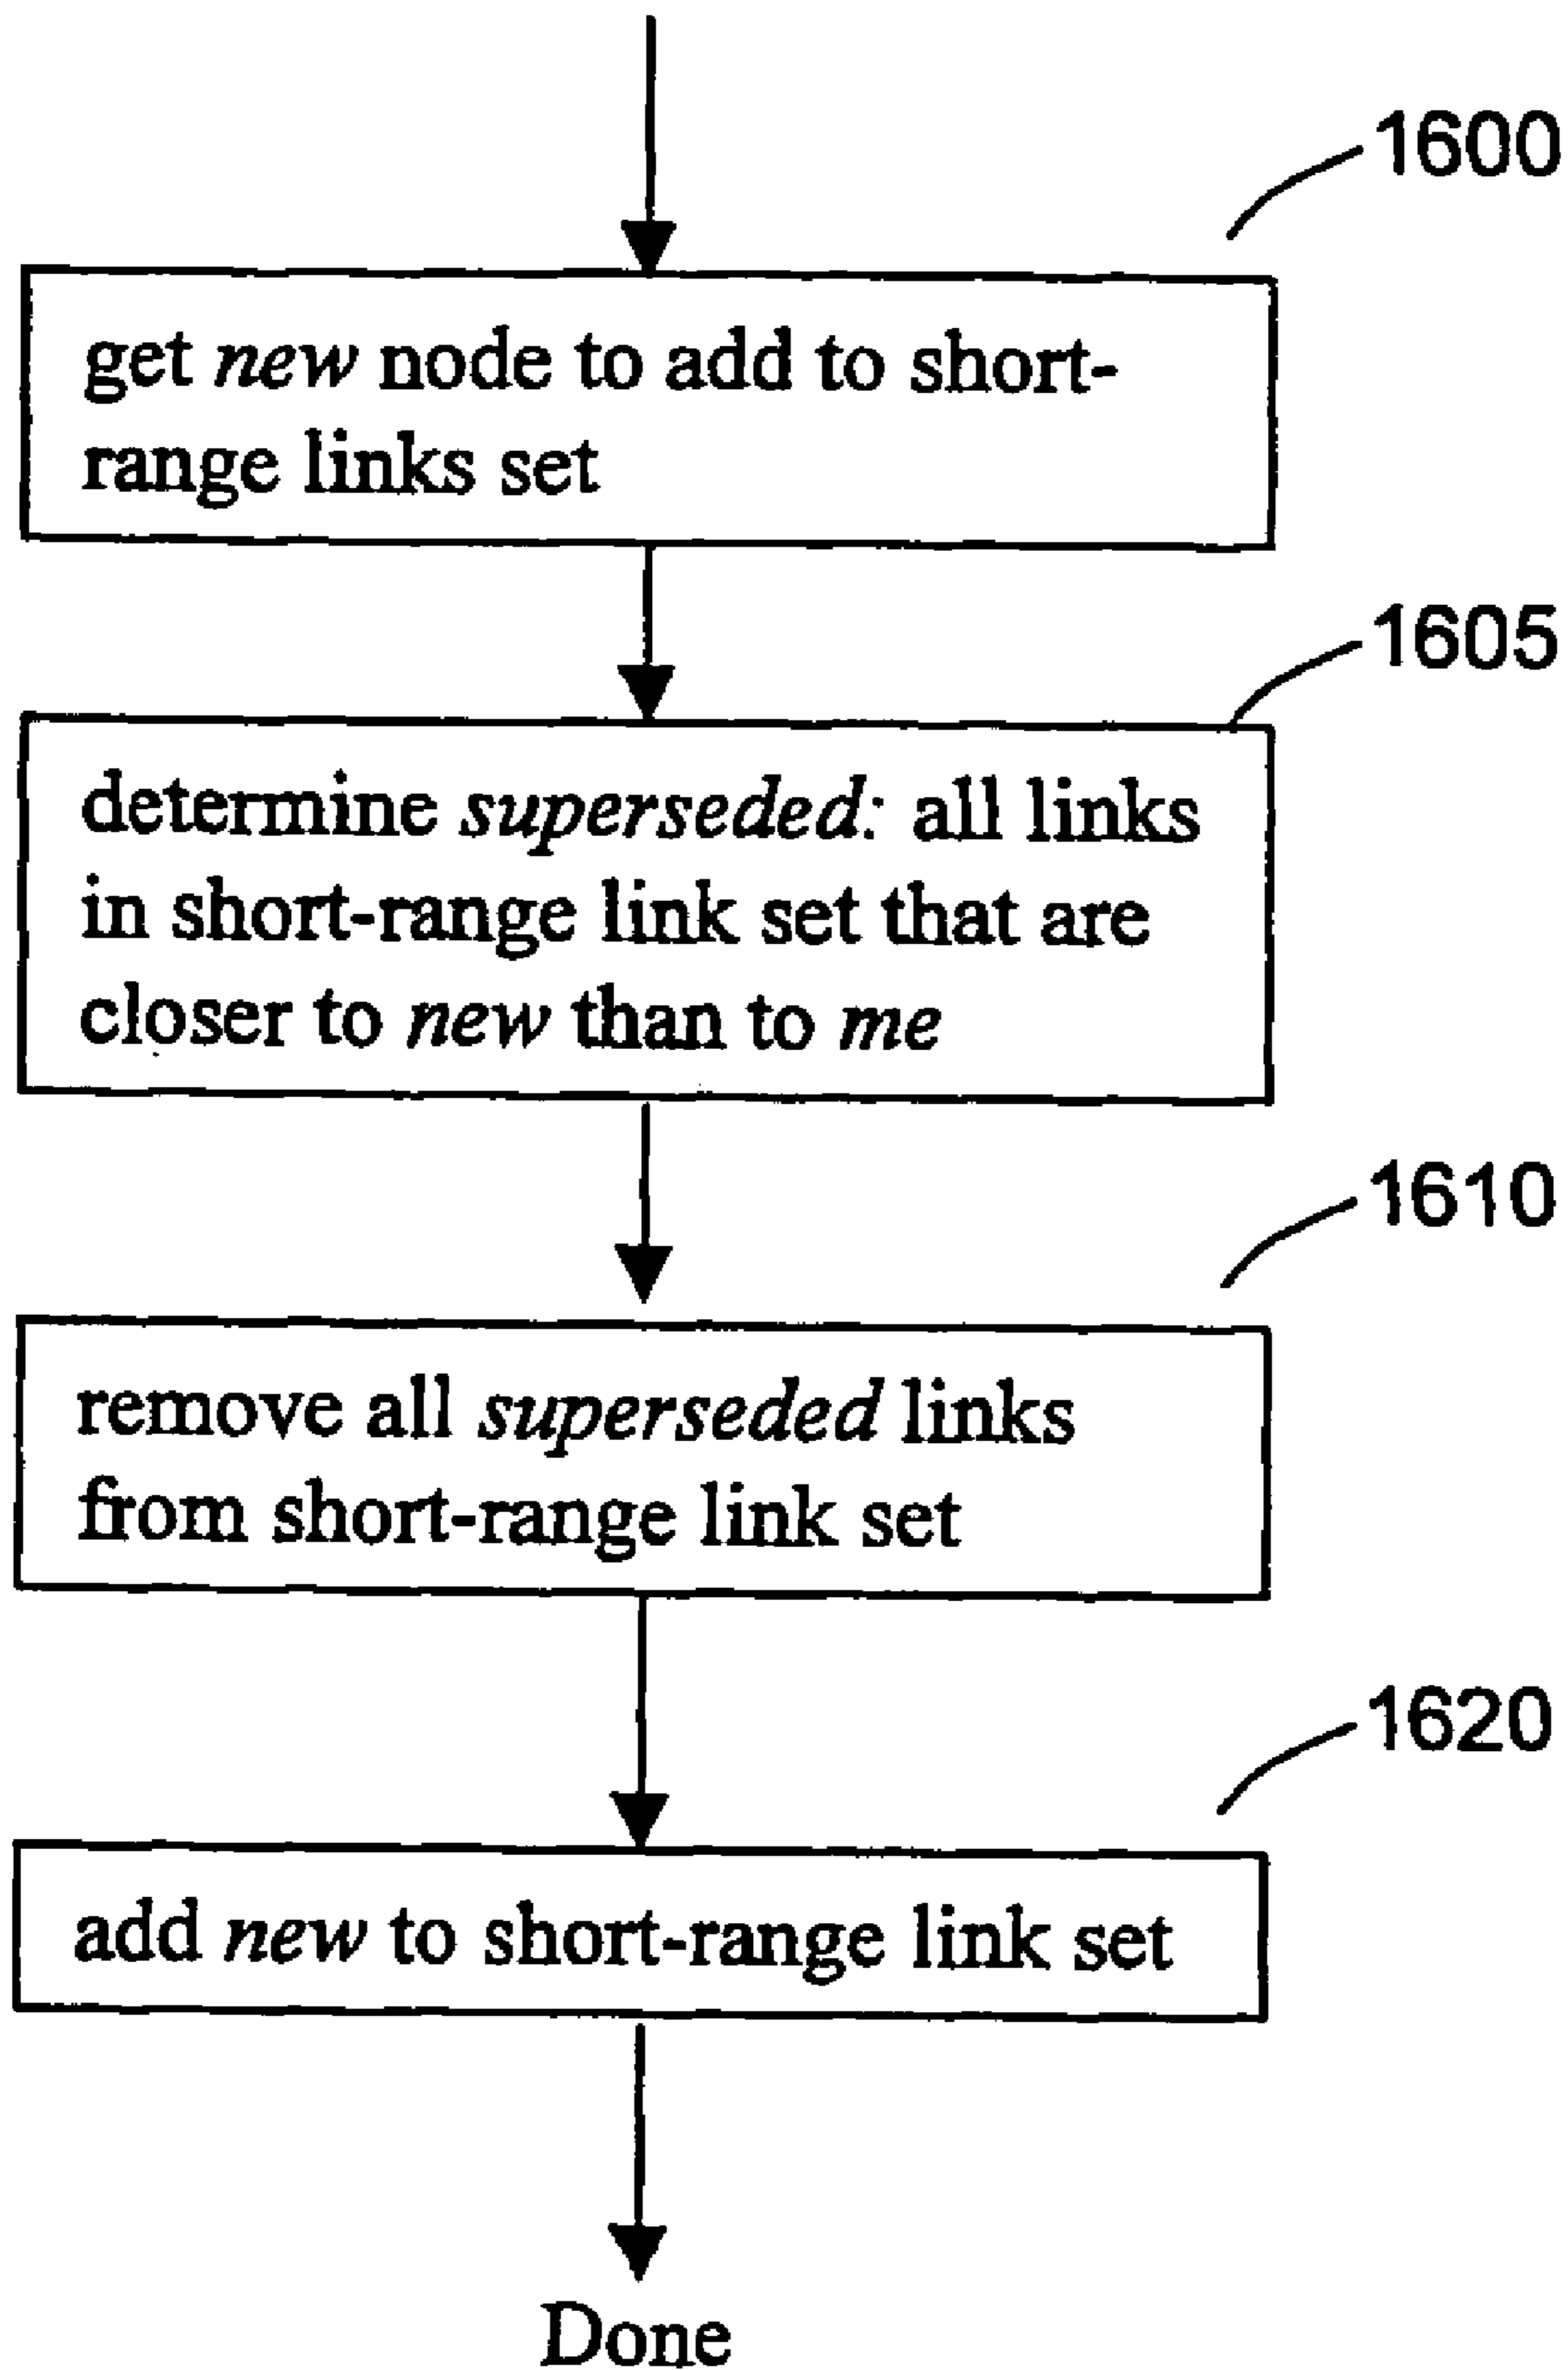 1600
get new node to add to short-
range links set
1605
determine superseded: all links
in short-range link set that are
closer to new than to me
1610
remove all superseded links
from short-range link set
1620
add new to short-range link set
Done